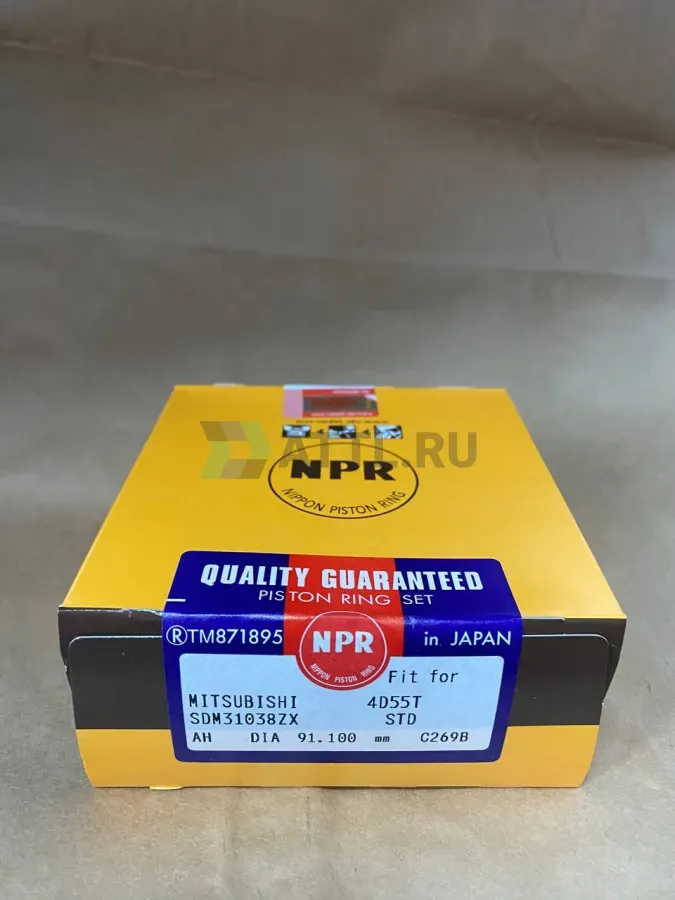 DATTL.RU
NPR
NIPPON PISTON RING
QUALITY GUARANTEED
PISTON RING SET
®TM871895 in JAPAN
NPR
NIPPON PISTON RING
Fit for
MITSUBISHI 4D55T
SDM31038ZX STD
AH DIA 91.100 mm C269B